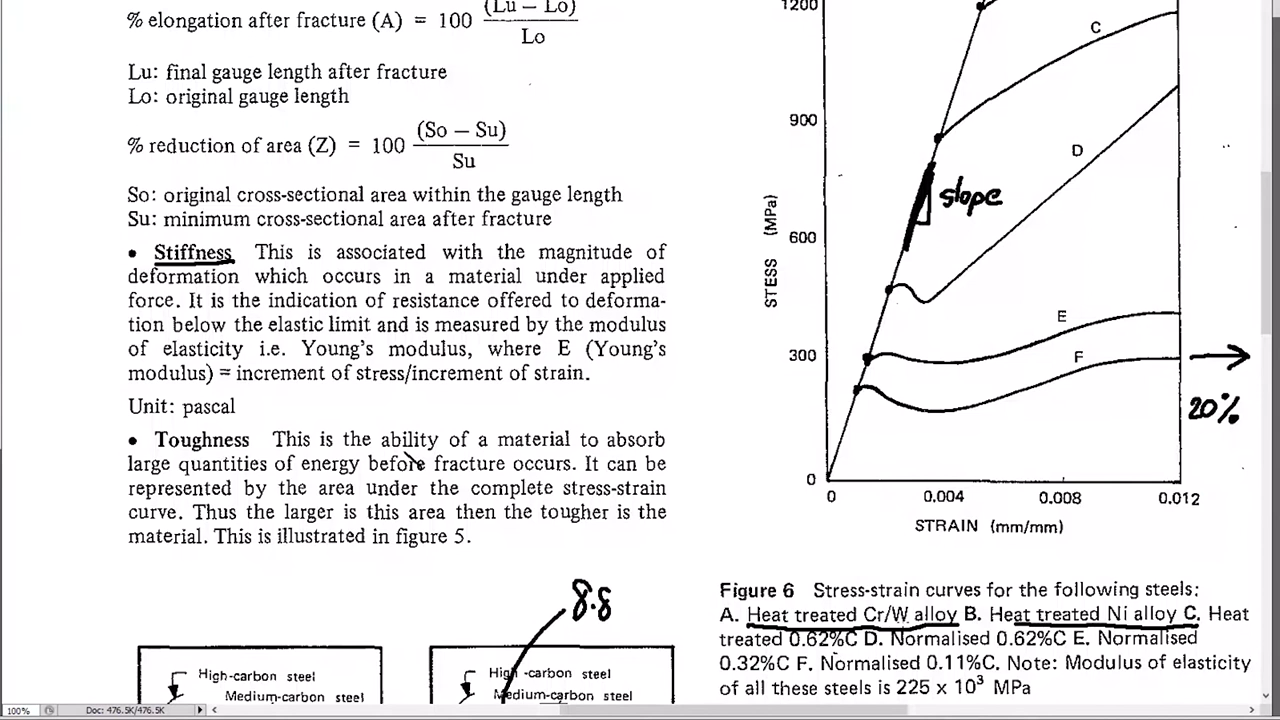 % elongation after fracture (A) = 100 (Lu – Lo)
Lo
Lu: final gauge length after fracture
Lo: original gauge length
% reduction of area (Z) = 100 (So – Su)
Su
So: original cross-sectional area within the gauge length
Su: minimum cross-sectional area after fracture
• Stiffness This is associated with the magnitude of
deformation which occurs in a material under applied
force. It is the indication of resistance offered to deforma-
tion below the elastic limit and is measured by the modulus
of elasticity i.e. Young's modulus, where E (Young's
modulus) = increment of stress/increment of strain.
Unit: pascal
• Toughness This is the ability of a material to absorb
large quantities of energy before fracture occurs. It can be
represented by the area under the complete stress-strain
curve. Thus the larger is this area then the tougher is the
material. This is illustrated in figure 5.
8.8
High-carbon steel
Medium-carbon steel
High-carbon steel
Medium-carbon steel
1200
C
900
D
slope
STESS (MPa)
600
E
300
F
20%
0
0 0.004 0.008 0.012
STRAIN (mm/mm)
Figure 6 Stress-strain curves for the following steels:
A. Heat treated Cr/W alloy B. Heat treated Ni alloy C. Heat
treated 0.62%C D. Normalised 0.62%C E. Normalised
0.32%C F. Normalised 0.11%C. Note: Modulus of elasticity
of all these steels is 225 x 10³ MPa
100% Doc: 476.5K/476.5K